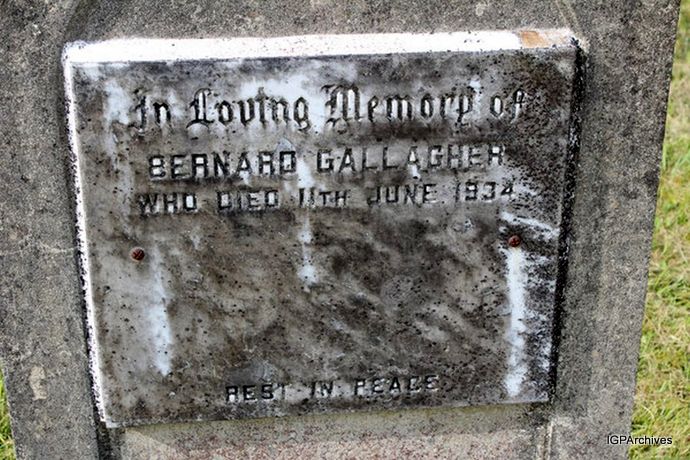 In Loving Memory of
BERNARD GALLAGHER
WHO DIED 11TH JUNE 1934
REST IN PEACE
IGPArchives